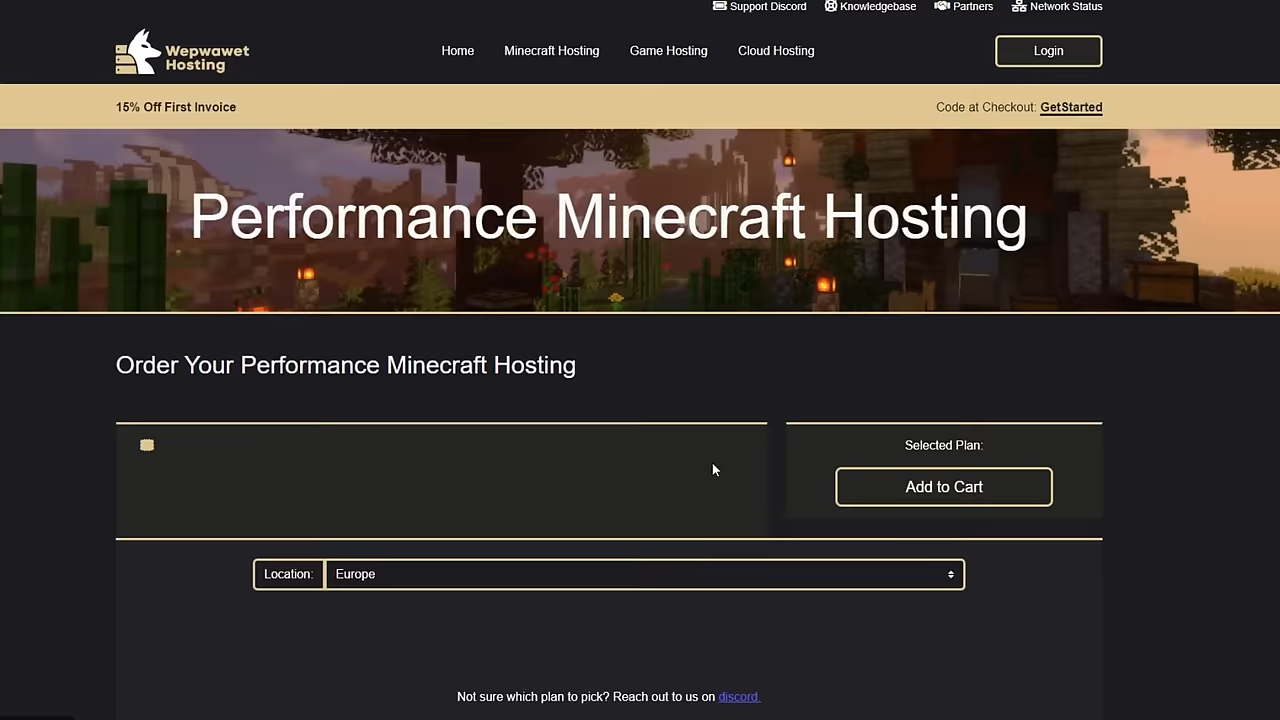 Support Discord
Knowledgebase
Partners
Network Status
Wepwawet
Hosting
Home
Minecraft Hosting
Game Hosting
Cloud Hosting
Login
15% Off First Invoice
Code at Checkout: GetStarted
Performance Minecraft Hosting
Order Your Performance Minecraft Hosting
Selected Plan:
Add to Cart
Location:
Europe
Not sure which plan to pick? Reach out to us on discord.